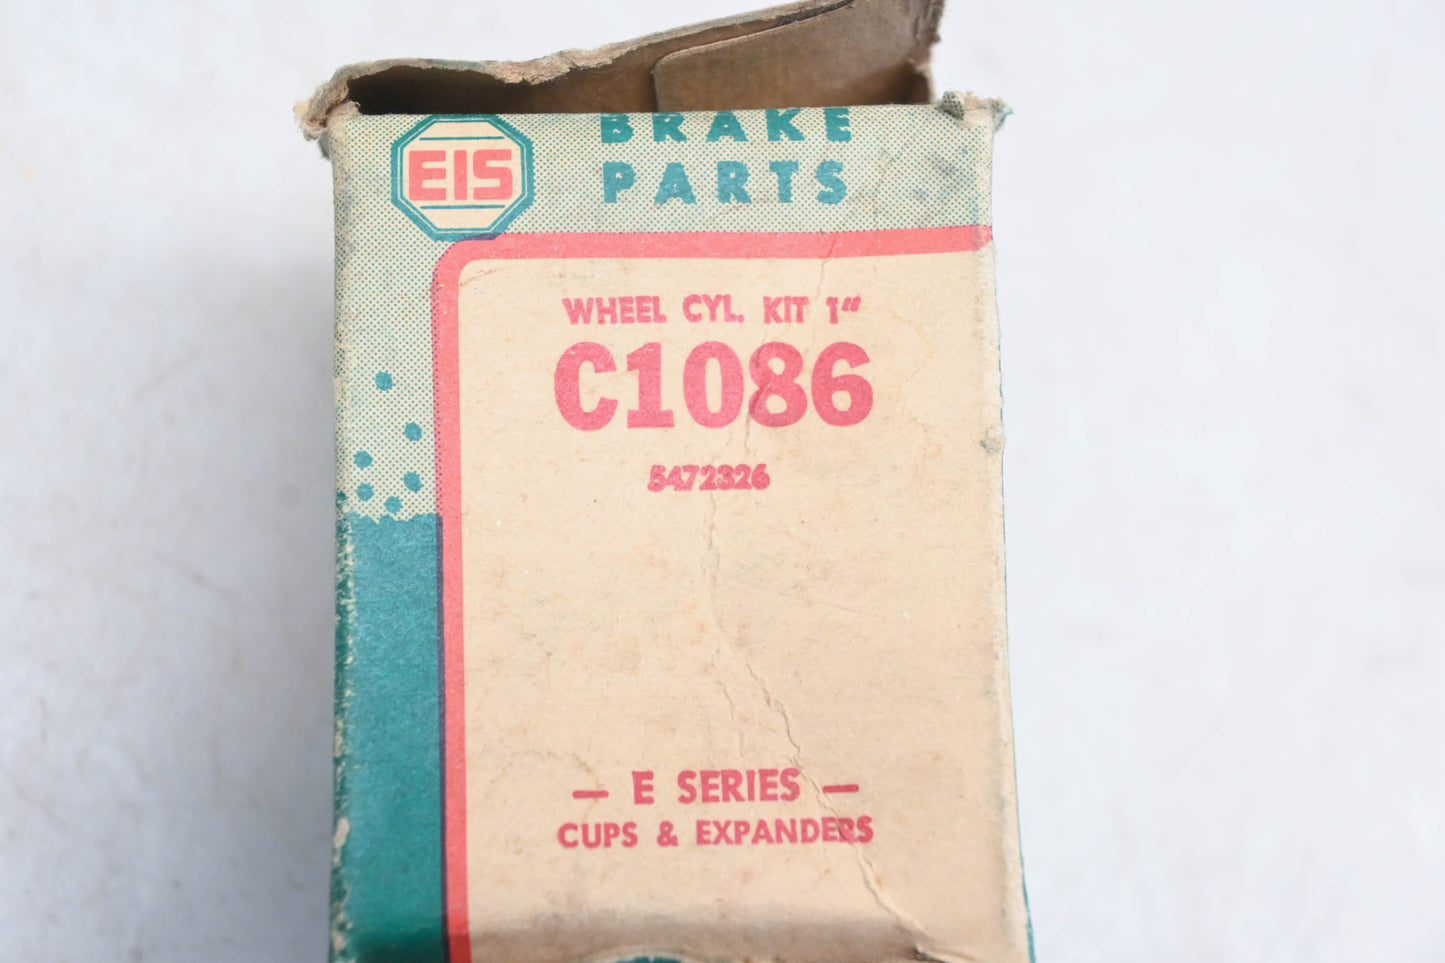 EIS
BRAKE
PARTS
WHEEL CYL. KIT 1"
C1086
5472326
— E SERIES —
CUPS & EXPANDERS